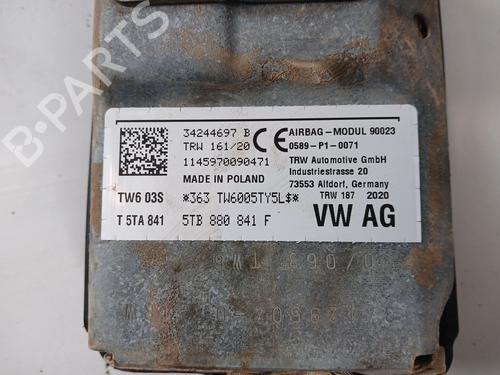 B-PARTS
34244697 B
TRW 161/20
1145970090471
MADE IN POLAND
CE
AIRBAG-MODUL 90023
0589-P1-0071
TRW Automotive GmbH
Industriestrasse 20
73553 Alfdorf, Germany
TRW 187 2020
TW6 03S
*363 TW6005TY5L$*
T 5TA 841
5TB 880 841 F
VW AG